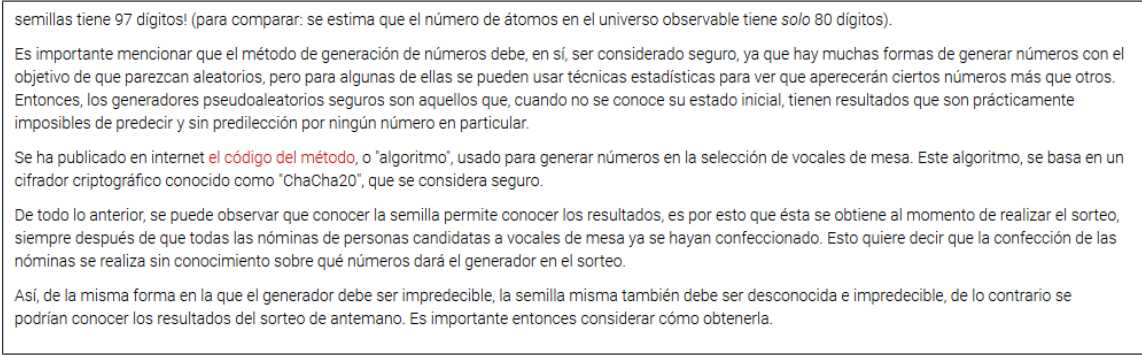 semillas tiene 97 dígitos! (para comparar: se estima que el número de átomos en el universo observable tiene solo 80 dígitos).
Es importante mencionar que el método de generación de números debe, en sí, ser considerado seguro, ya que hay muchas formas de generar números con el
objetivo de que parezcan aleatorios, pero para algunas de ellas se pueden usar técnicas estadísticas para ver que aperecerán ciertos números más que otros.
Entonces, los generadores pseudoaleatorios seguros son aquellos que, cuando no se conoce su estado inicial, tienen resultados que son prácticamente
imposibles de predecir y sin predilección por ningún número en particular.
Se ha publicado en internet el código del método, o "algoritmo", usado para generar números en la selección de vocales de mesa. Este algoritmo, se basa en un
cifrador criptográfico conocido como "ChaCha20", que se considera seguro.
De todo lo anterior, se puede observar que conocer la semilla permite conocer los resultados, es por esto que ésta se obtiene al momento de realizar el sorteo,
siempre después de que todas las nóminas de personas candidatas a vocales de mesa ya se hayan confeccionado. Esto quiere decir que la confección de las
nóminas se realiza sin conocimiento sobre qué números dará el generador en el sorteo.
Así, de la misma forma en la que el generador debe ser impredecible, la semilla misma también debe ser desconocida e impredecible, de lo contrario se
podrían conocer los resultados del sorteo de antemano. Es importante entonces considerar cómo obtenerla.